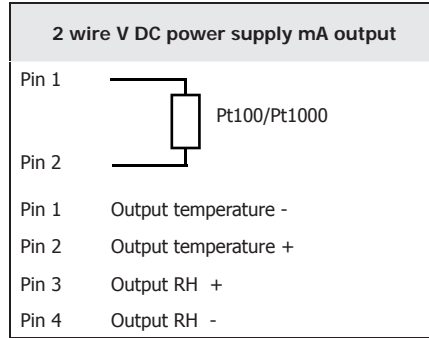 2 wire V DC power supply mA output
Pin 1
Pt100/Pt1000
Pin 2
Pin 1 Output temperature -
Pin 2 Output temperature +
Pin 3 Output RH +
Pin 4 Output RH -